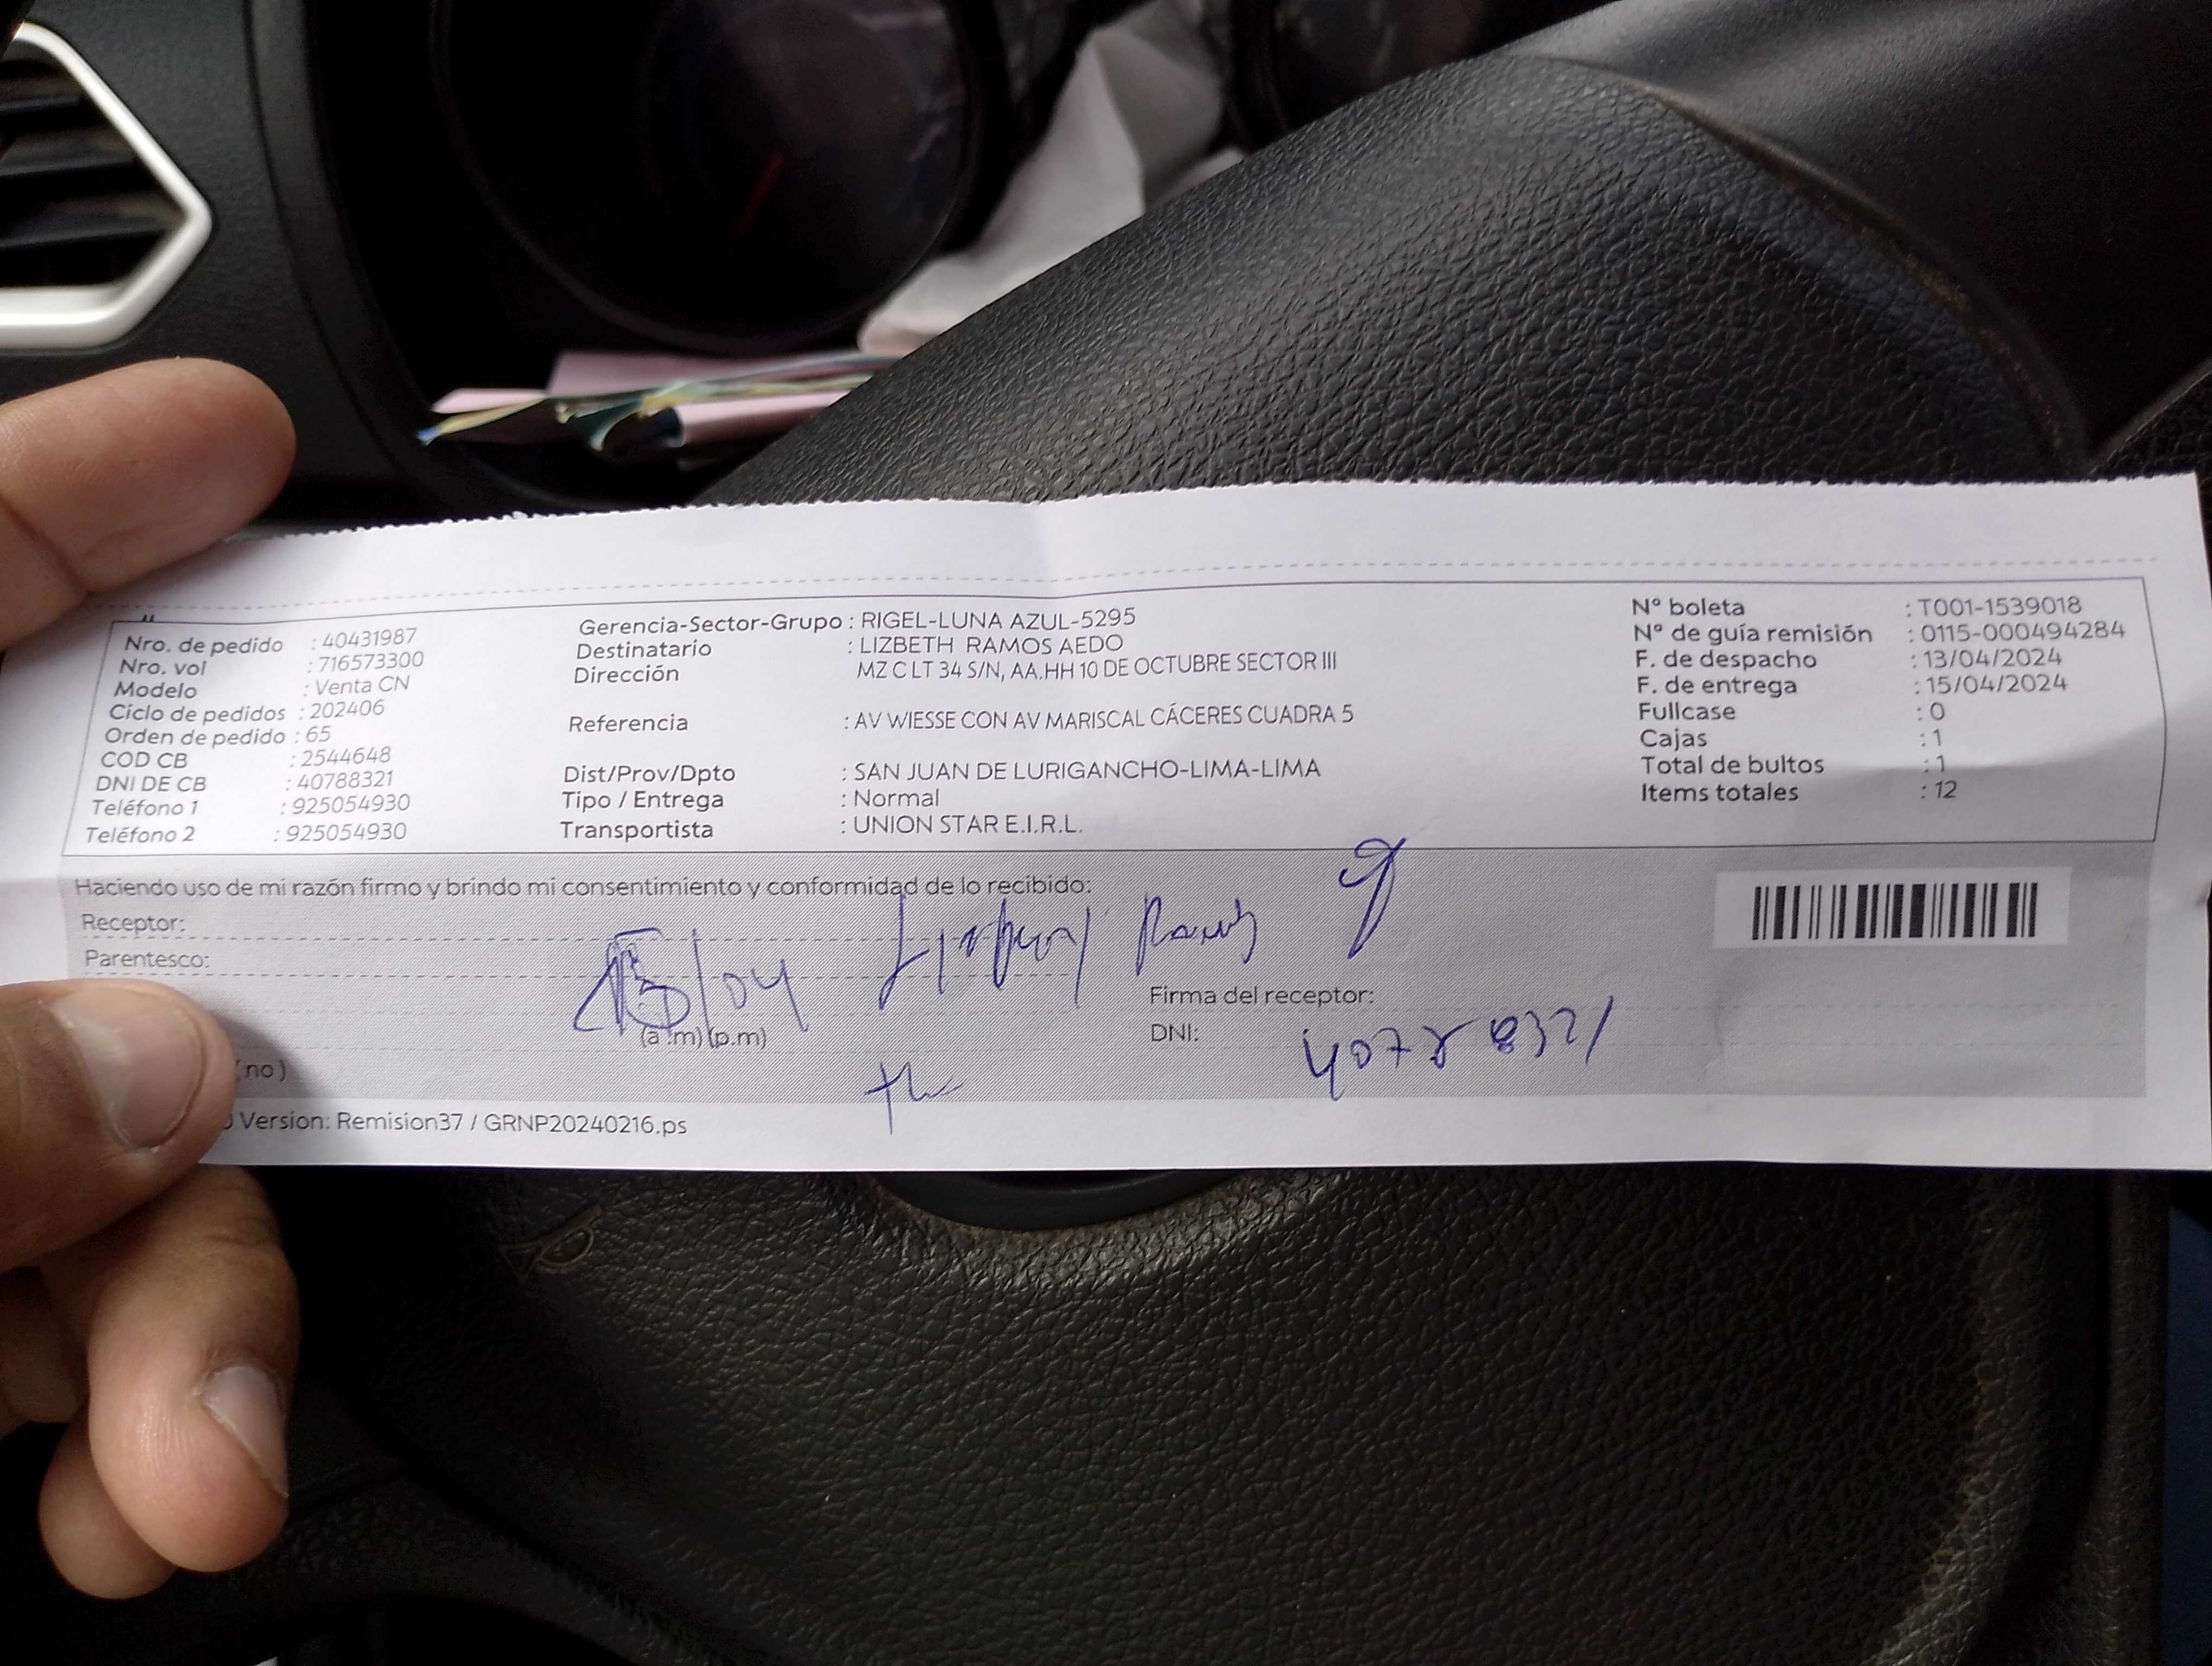 Nro. de pedido : 40431987
Nro. vol : 716573300
Modelo : Venta CN
Ciclo de pedidos : 202406
Orden de pedido : 65
COD CB : 2544648
DNI DE CB : 40788321
Teléfono 1 : 925054930
Teléfono 2 : 925054930
Gerencia-Sector-Grupo : RIGEL-LUNA AZUL-5295
Destinatario : LIZBETH RAMOS AEDO
Dirección MZ C LT 34 S/N, AA.HH 10 DE OCTUBRE SECTOR III
Referencia : AV WIESSE CON AV MARISCAL CÁCERES CUADRA 5
Dist/Prov/Dpto : SAN JUAN DE LURIGANCHO-LIMA-LIMA
Tipo / Entrega : Normal
Transportista : UNION STAR E.I.R.L.
N° boleta : T001-1539018
N° de guía remisión : 0115-000494284
F. de despacho : 13/04/2024
F. de entrega : 15/04/2024
Fullcase : 0
Cajas : 1
Total de bultos : 1
Items totales : 12
Haciendo uso de mi razón firmo y brindo mi consentimiento y conformidad de lo recibido:
Receptor:
Parentesco:
15/04 Ramos
Firma del receptor:
(a.m) (p.m)
DNI: 40788321
(no)
Version: Remision37 / GRNP20240216.ps